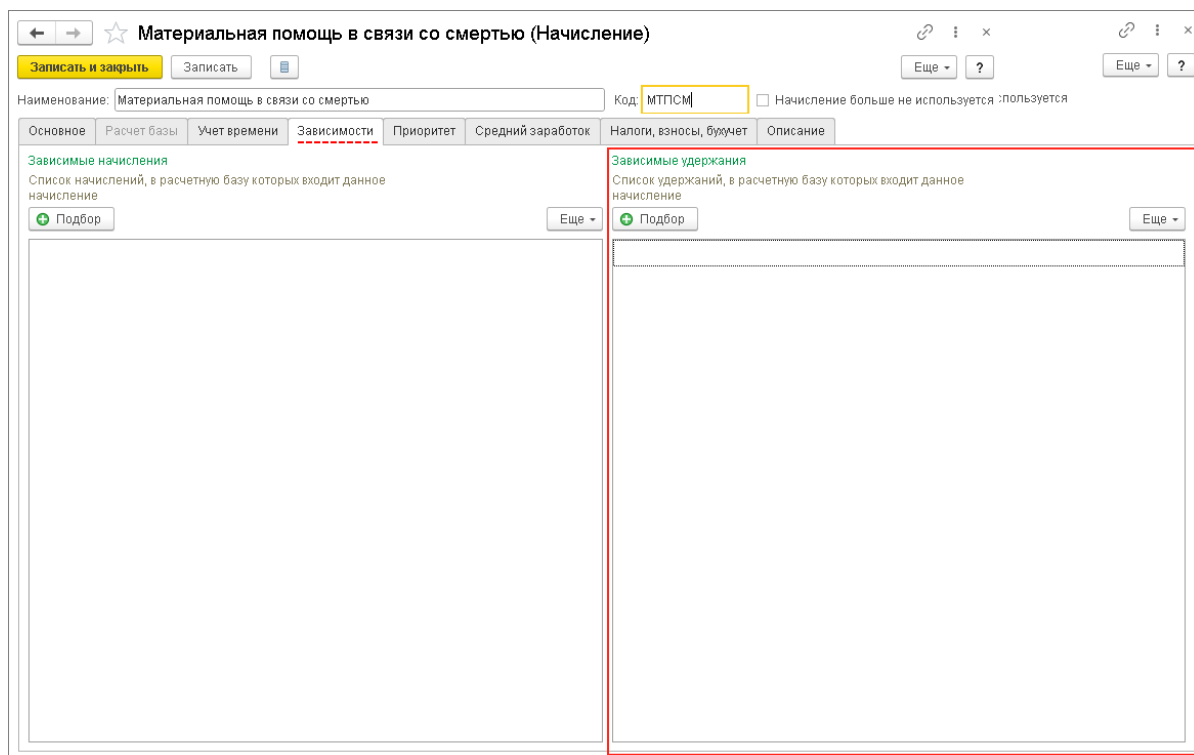 Материальная помощь в связи со смертью (Начисление)
Записать и закрыть Записать Еще ? Еще ?
Наименование: Материальная помощь в связи со смертью Код: МТПСМ Начисление больше не используется :пользуется
Основное Расчет базы Учет времени Зависимости Приоритет Средний заработок Налоги, взносы, бухучет Описание
Зависимые начисления
Список начислений, в расчетную базу которых входит данное
начисление
Подбор Еще
Зависимые удержания
Список удержаний, в расчетную базу которых входит данное
начисление
Подбор Еще